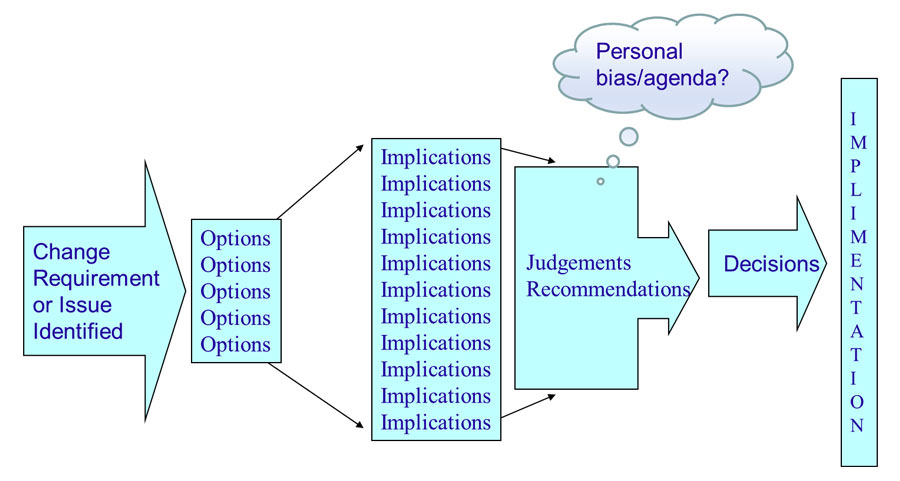 Change
Requirement
or Issue
Identified
Options
Options
Options
Options
Options
Implications
Implications
Implications
Implications
Implications
Implications
Implications
Implications
Implications
Implications
Implications
Personal
bias/agenda?
Judgements
Recommendations
Decisions
I
M
P
L
I
M
E
N
T
A
T
I
O
N